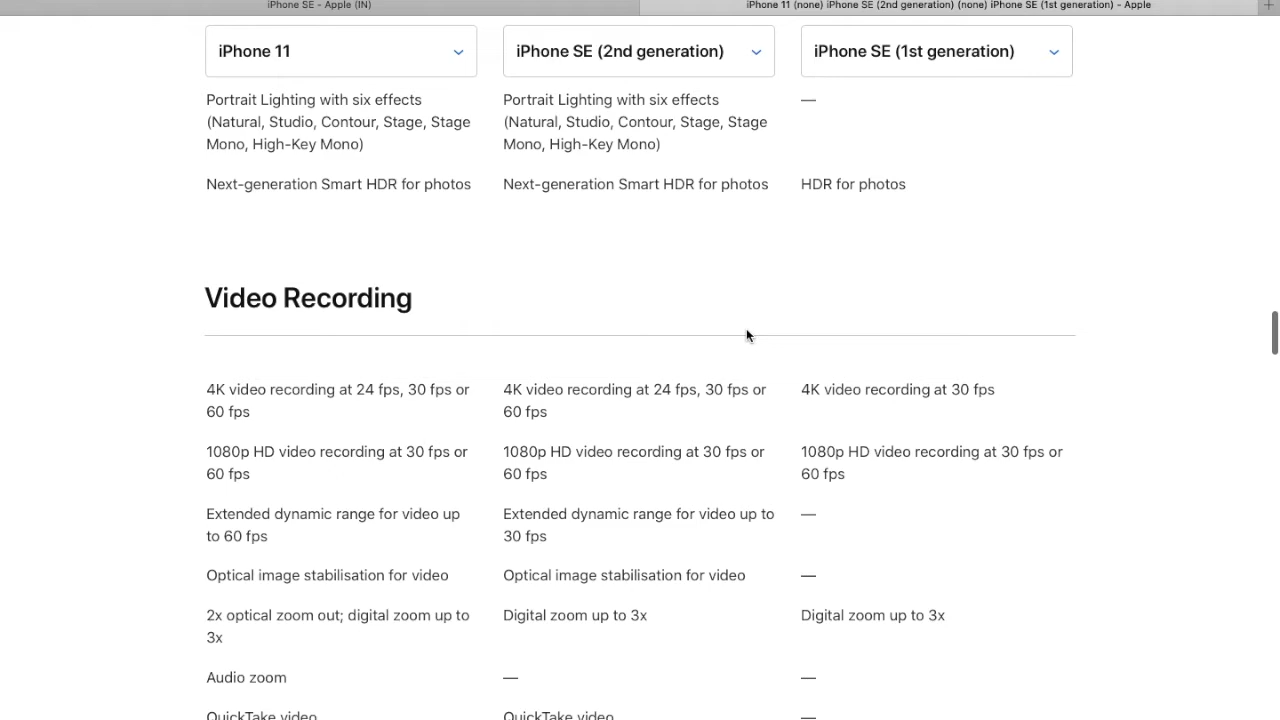 iPhone SE - Apple (IN)
iPhone 11 (none) iPhone SE (2nd generation) (none) iPhone SE (1st generation) - Apple
iPhone 11
iPhone SE (2nd generation)
iPhone SE (1st generation)
Portrait Lighting with six effects
(Natural, Studio, Contour, Stage, Stage
Mono, High-Key Mono)
Portrait Lighting with six effects
(Natural, Studio, Contour, Stage, Stage
Mono, High-Key Mono)
—
Next-generation Smart HDR for photos
Next-generation Smart HDR for photos
HDR for photos
Video Recording
4K video recording at 24 fps, 30 fps or
60 fps
4K video recording at 24 fps, 30 fps or
60 fps
4K video recording at 30 fps
1080p HD video recording at 30 fps or
60 fps
1080p HD video recording at 30 fps or
60 fps
1080p HD video recording at 30 fps or
60 fps
Extended dynamic range for video up
to 60 fps
Extended dynamic range for video up to
30 fps
—
Optical image stabilisation for video
Optical image stabilisation for video
—
2x optical zoom out; digital zoom up to
3x
Digital zoom up to 3x
Digital zoom up to 3x
Audio zoom
—
—
QuickTake video
QuickTake video
—